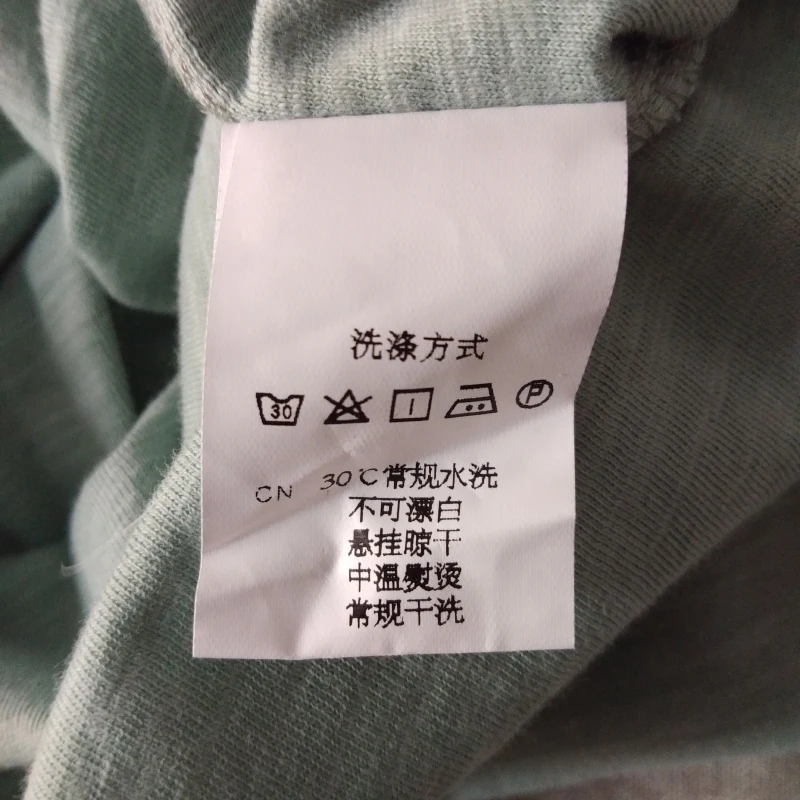 洗涤方式
30 P
CN 30℃常规水洗
不可漂白
悬挂晾干
中温熨烫
常规干洗